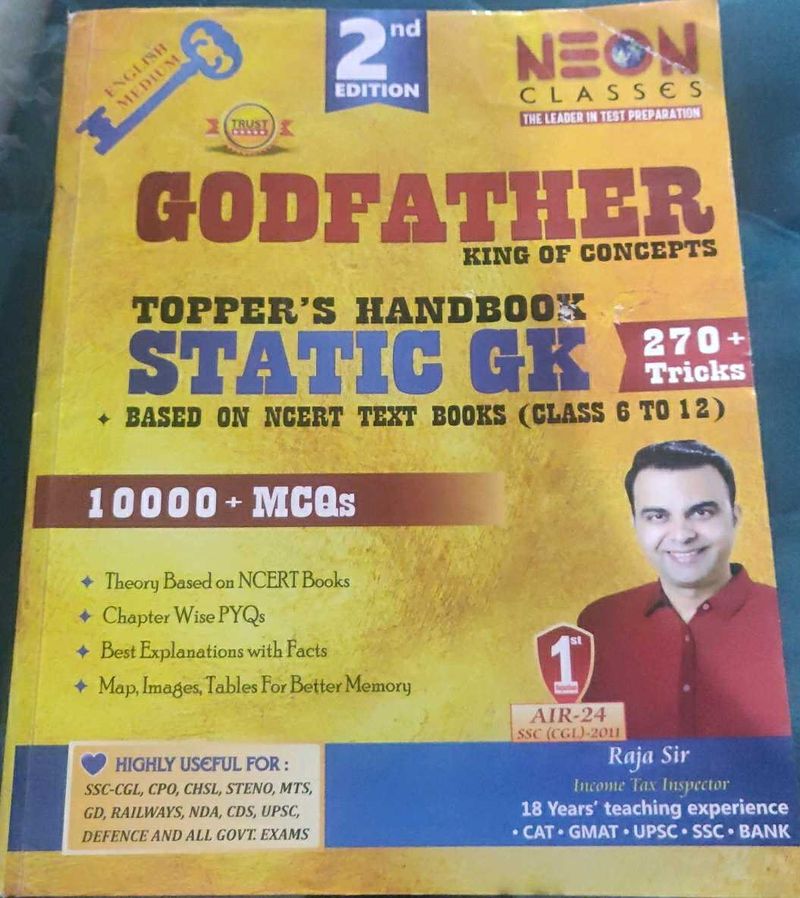 ENGLISH
MEDIUM
2nd
EDITION
NEON
CLASSES
THE LEADER IN TEST PREPARATION
TRUST
GODFATHER
KING OF CONCEPTS
TOPPER'S HANDBOOK
STATIC GK
270+
Tricks
BASED ON NCERT TEXT BOOKS (CLASS 6 TO 12)
10000 + MCQs
Theory Based on NCERT Books
Chapter Wise PYQs
Best Explanations with Facts
Map, Images, Tables For Better Memory
1st
AIR-24
SSC (CGL)-2011
Raja Sir
Income Tax Inspector
18 Years' teaching experience
• CAT • GMAT • UPSC • SSC • BANK
HIGHLY USEFUL FOR :
SSC-CGL, CPO, CHSL, STENO, MTS,
GD, RAILWAYS, NDA, CDS, UPSC,
DEFENCE AND ALL GOVT. EXAMS